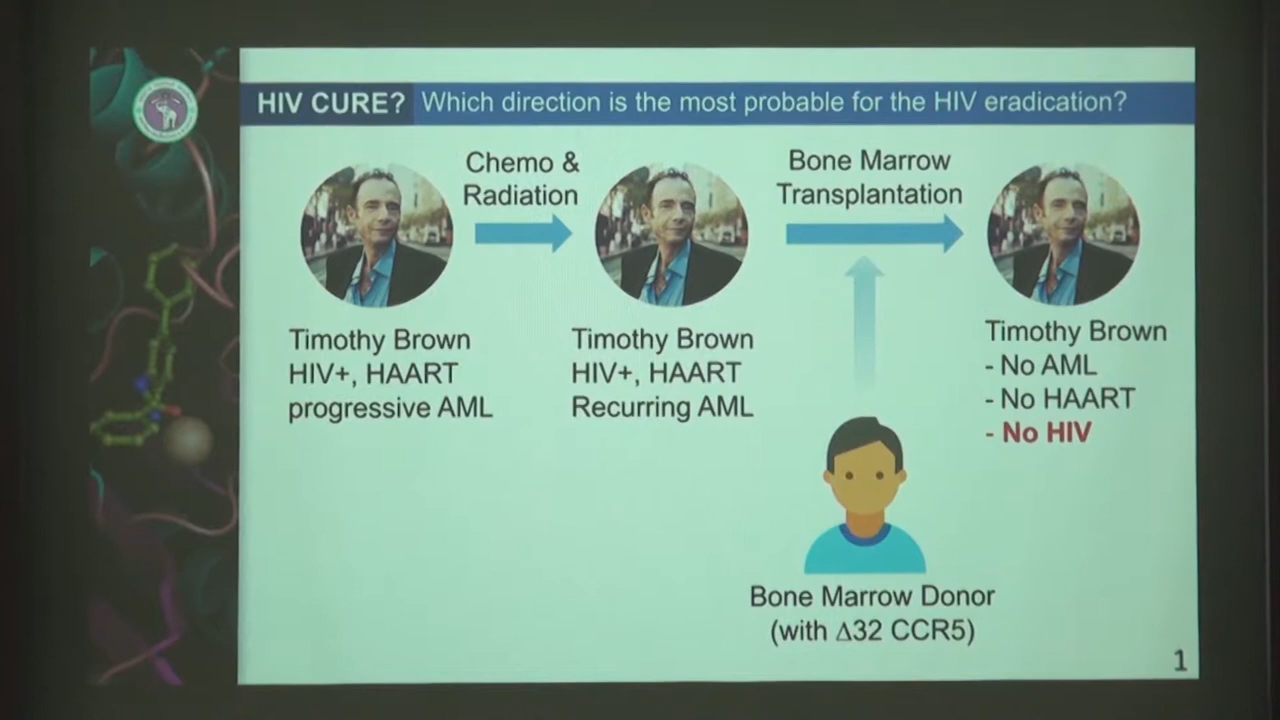 HIV CURE? Which direction is the most probable for the HIV eradication?
Chemo &
Radiation
Bone Marrow
Transplantation
Timothy Brown
HIV+, HAART
progressive AML
Timothy Brown
HIV+, HAART
Recurring AML
Timothy Brown
- No AML
- No HAART
- No HIV
Bone Marrow Donor
(with Δ32 CCR5)
1